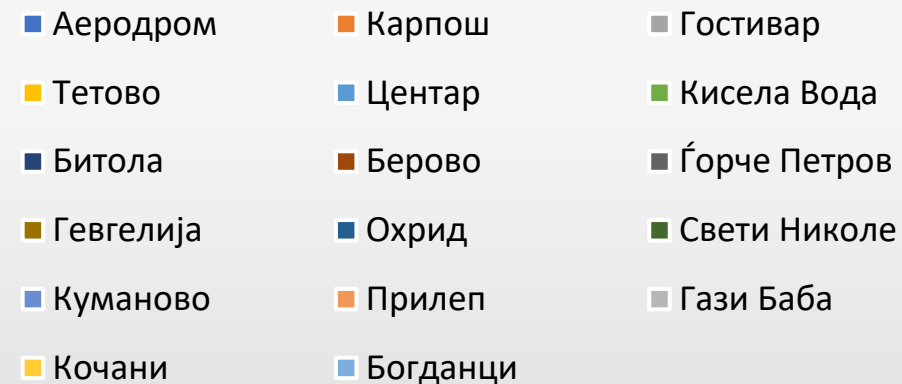 Аеродром Карпош Гостивар
Тетово Центар Кисела Вода
Битола Берово Ѓорче Петров
Гевгелија Охрид Свети Николе
Куманово Прилеп Гази Баба
Кочани Богданци